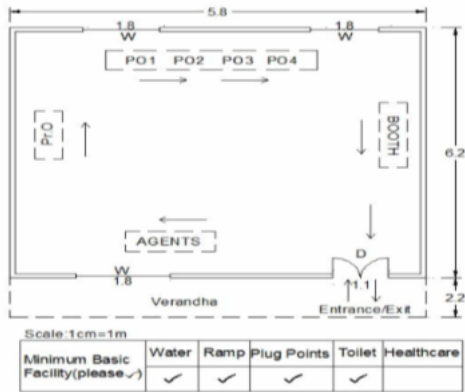 5.8
1.8 1.8
W W
PO1 PO2 PO3 PO4
Pr.O
BOOTH
6.2
AGENTS
D
W
1.8
1.1
2.2
Verandha
Entrance/Exit
Scale:1cm=1m
Minimum Basic Facility(please✓) Water Ramp Plug Points Toilet Healthcare
✓ ✓ ✓ ✓